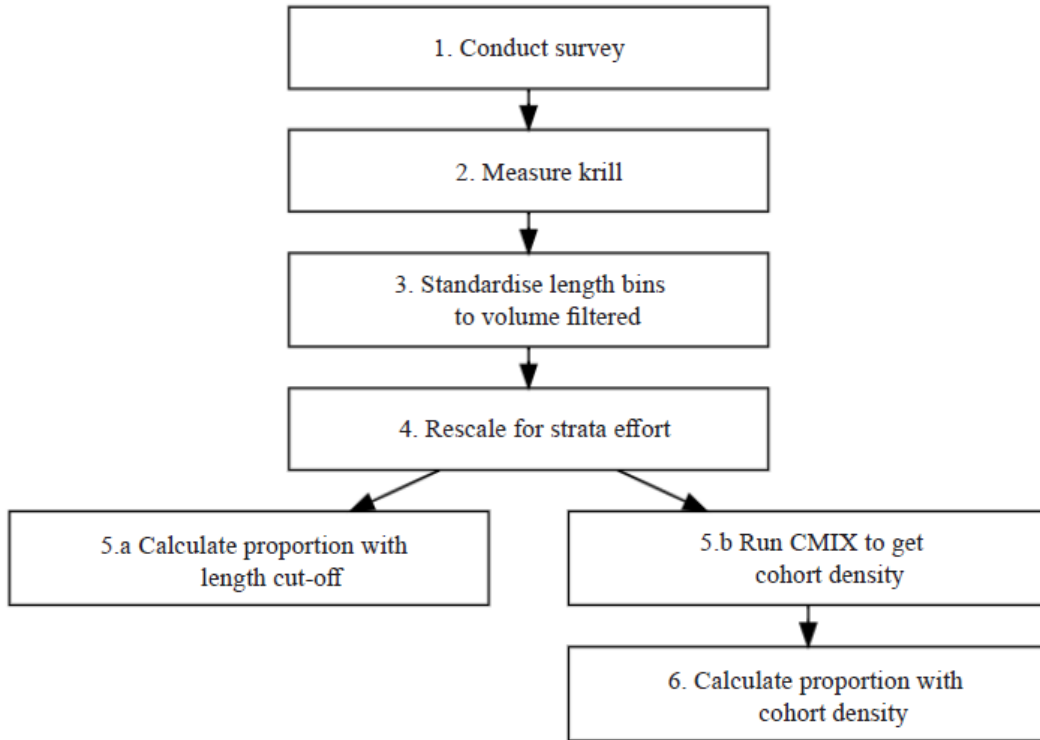 1. Conduct survey
2. Measure krill
3. Standardise length bins
to volume filtered
4. Rescale for strata effort
5.a Calculate proportion with
length cut-off
5.b Run CMIX to get
cohort density
6. Calculate proportion with
cohort density